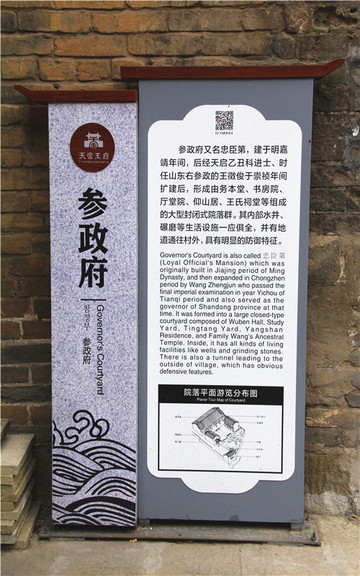 天官王府
参政府
Governor's Courtyard
참정부
参政府
参政府又名忠臣第，建于明嘉
靖年间，后经天启乙丑科进士、时
任山东右参政的王徵俊于崇祯年间
扩建后，形成由务本堂、书房院、
厅堂院、仰山居、王氏祠堂等组成
的大型封闭式院落群。其内部水井、
碾磨等生活设施一应俱全，并有地
道通往村外，具有明显的防御特征。
Governor's Courtyard is also called 忠 臣 第
(Loyal Official's Mansion) which was
originally built in Jiajing period of Ming
Dynasty, and then expanded in Chongzhen
period by Wang Zhengjun who passed the
final imperial examination in year Yichou of
Tianqi period and also served as the
governor of Shandong province at that
time. It was formed into a large closed-type
courtyard composed of Wuben Hall, Study
Yard, Tingtang Yard, Yangshan
Residence, and Family Wang's Ancestral
Temple. Inside, it has all kinds of living
facilities like wells and grinding stones.
There is also a tunnel leading to the
outside of village, which has obvious
defensive features.
院落平面游览分布图
Planar Tour Map of Courtyard